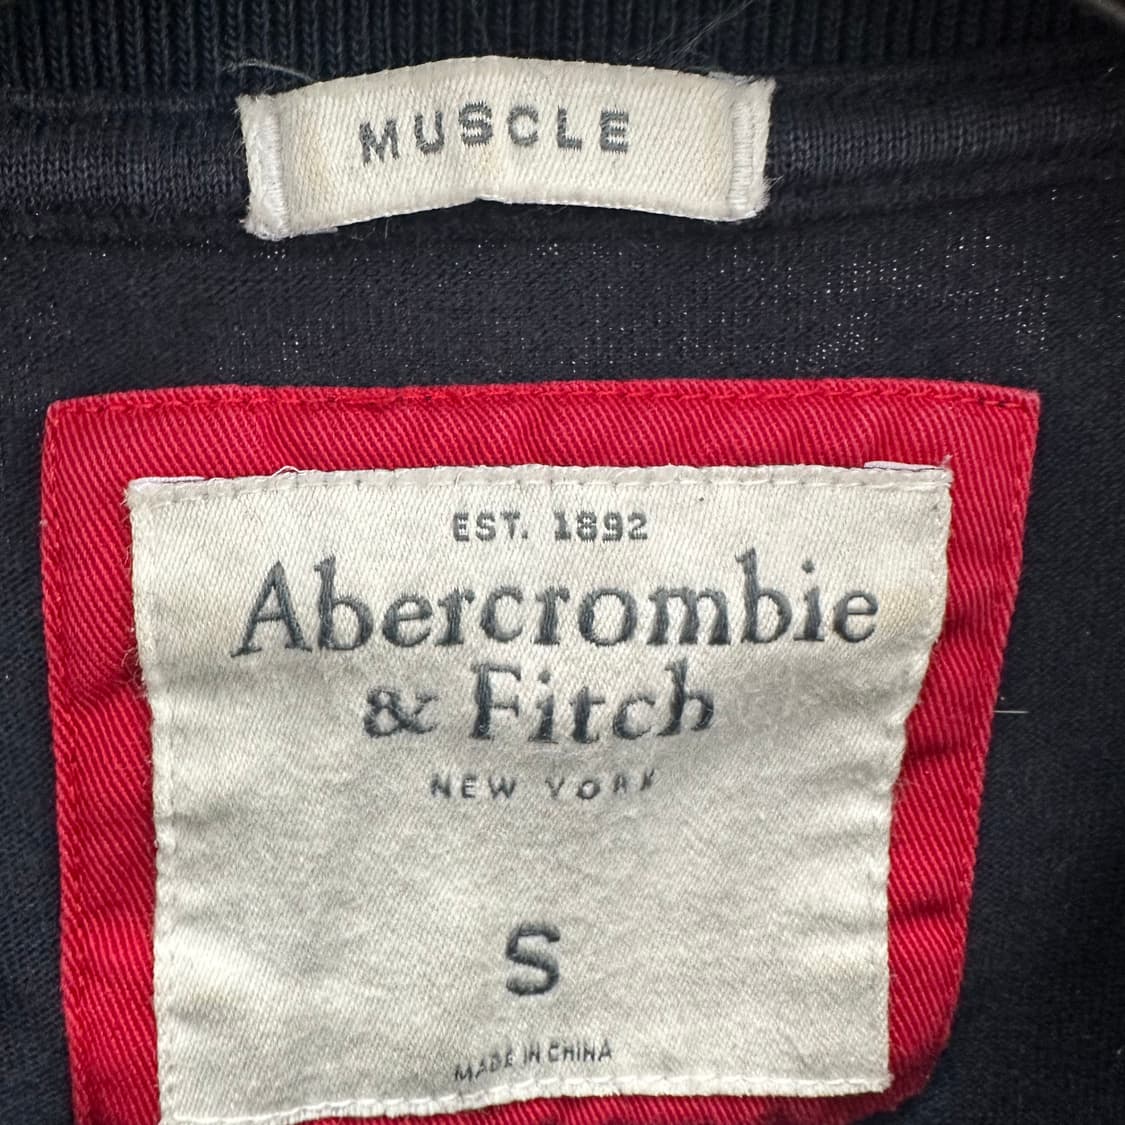 MUSCLE
EST. 1892
Abercrombie
& Fitch
NEW YORK
S
MADE IN CHINA